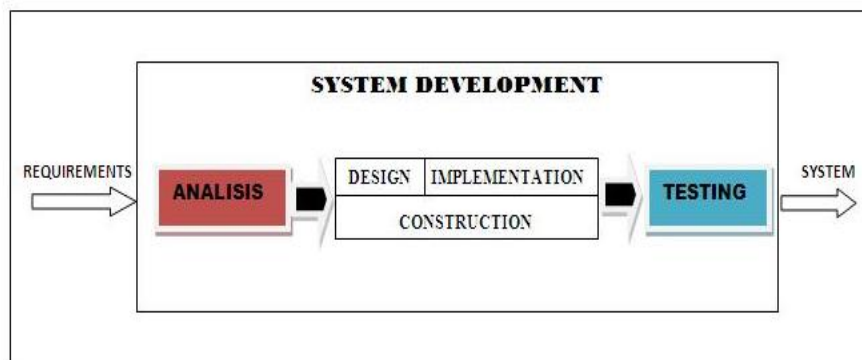 SYSTEM DEVELOPMENT
REQUIREMENTS
ANALISIS
DESIGN
IMPLEMENTATION
CONSTRUCTION
TESTING
SYSTEM